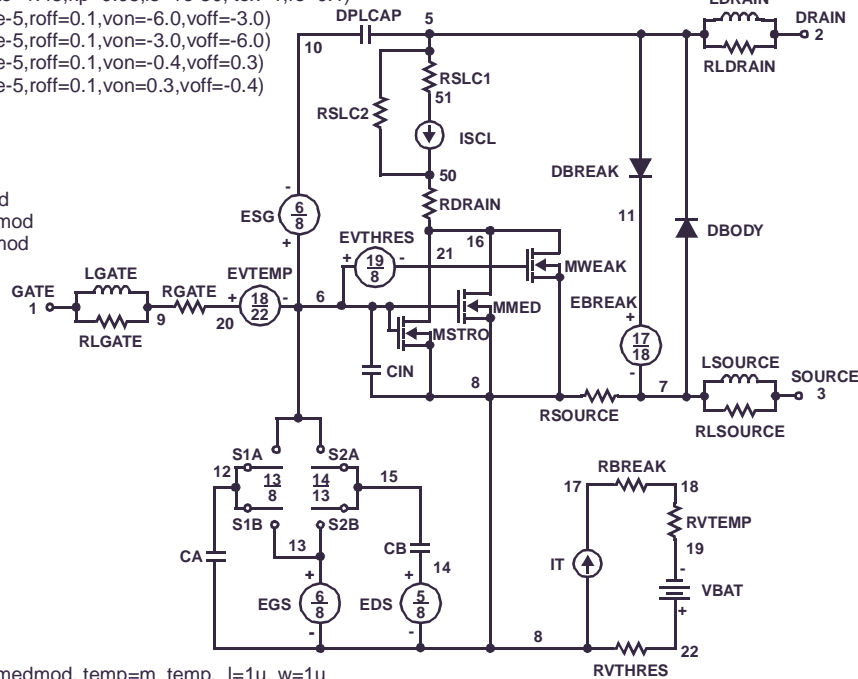 e-5,roff=0.1,von=-6.0,voff=-3.0)
e-5,roff=0.1,von=-3.0,voff=-6.0)
e-5,roff=0.1,von=-0.4,voff=0.3)
e-5,roff=0.1,von=0.3,voff=-0.4)
DPLCAP
5
10
DRAIN
2
RLDRAIN
RSLC1
51
RSLC2
ISCL
50
RDRAIN
DBREAK
11
DBODY
d
mod
mod
ESG
-
6
8
+
EVTHRES
+
19
8
-
21
16
MWEAK
LGATE
GATE
1
RLGATE
9
RGATE
20
EVTEMP
+
18
22
-
6
MMED
MSTRO
CIN
EBREAK
+
17
18
-
8
RSOURCE
7
LSOURCE
SOURCE
3
RLSOURCE
S1A
S2A
12
13
8
14
13
15
S1B
S2B
13
CA
CB
14
EGS
+
6
8
-
EDS
+
5
8
-
17
RBREAK
18
RVTEMP
19
IT
-
VBAT
+
8
22
RVTHRES
medmod, temp=m_temp, l=1u, w=1u